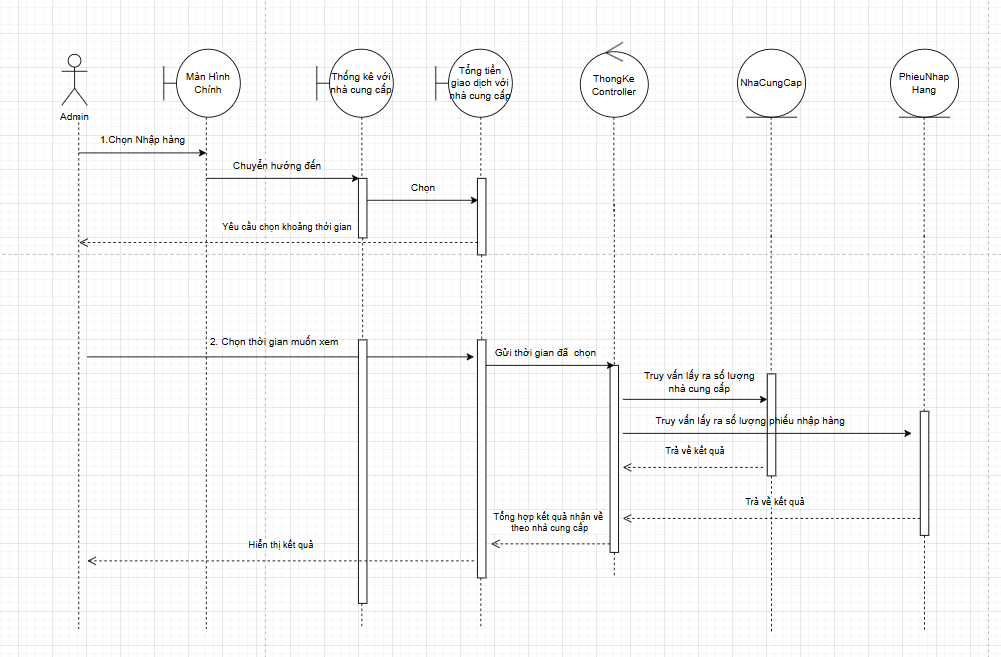 Màn Hình
Chính
Thống kê với
nhà cung cấp
Tổng tiền
giao dịch với
nhà cung cấp
ThongKe
Controller
NhaCungCap
PhieuNhap
Hang
Admin
1.Chọn Nhập hàng
Chuyển hướng đến
Chọn
Yêu cầu chọn khoảng thời gian
2. Chọn thời gian muốn xem
Gửi thời gian đã chọn
Truy vấn lấy ra số lượng
nhà cung cấp
Truy vấn lấy ra số lượng phiếu nhập hàng
Trả về kết quả
Trả về kết quả
Tổng hợp kết quả nhận về
theo nhà cung cấp
Hiển thị kết quả